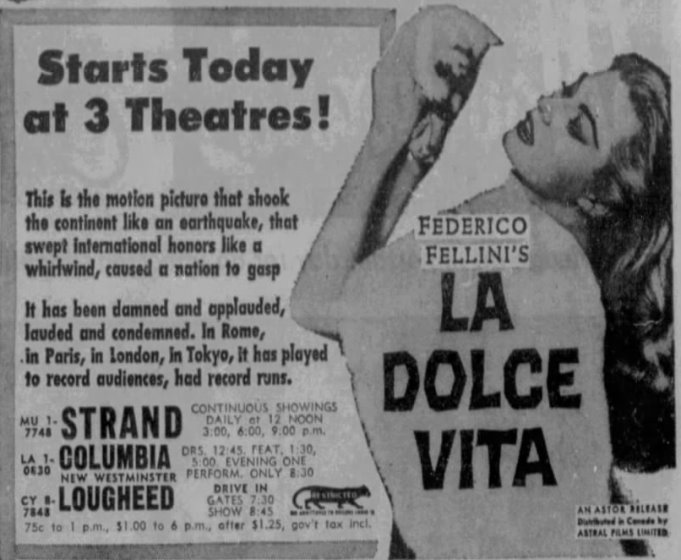 Starts Today
at 3 Theatres!
This is the motion picture that shook
the continent like an earthquake, that
swept international honors like a
whirlwind, caused a nation to gasp
It has been damned and applauded,
lauded and condemned. In Rome,
in Paris, in London, in Tokyo, it has played
to record audiences, had record runs.
MU 1-
7748
STRAND
CONTINUOUS SHOWINGS
DAILY at 12 NOON
3:00, 6:00, 9:00 p.m.
LA 1-
0830
COLUMBIA
NEW WESTMINSTER
DRS. 12:45. FEAT. 1:30,
5:00. EVENING ONE
PERFORM. ONLY 8:30
CY 8-
7848
LOUGHEED
DRIVE IN
GATES 7:30
SHOW 8:45
RESTRICTED
75c to 1 p.m., $1.00 to 6 p.m., after $1.25, gov't tax incl.
FEDERICO
FELLINI'S
LA
DOLCE
VITA
AN ASTOR RELEASE
Distributed in Canada by
ASTRAL FILMS LIMITED